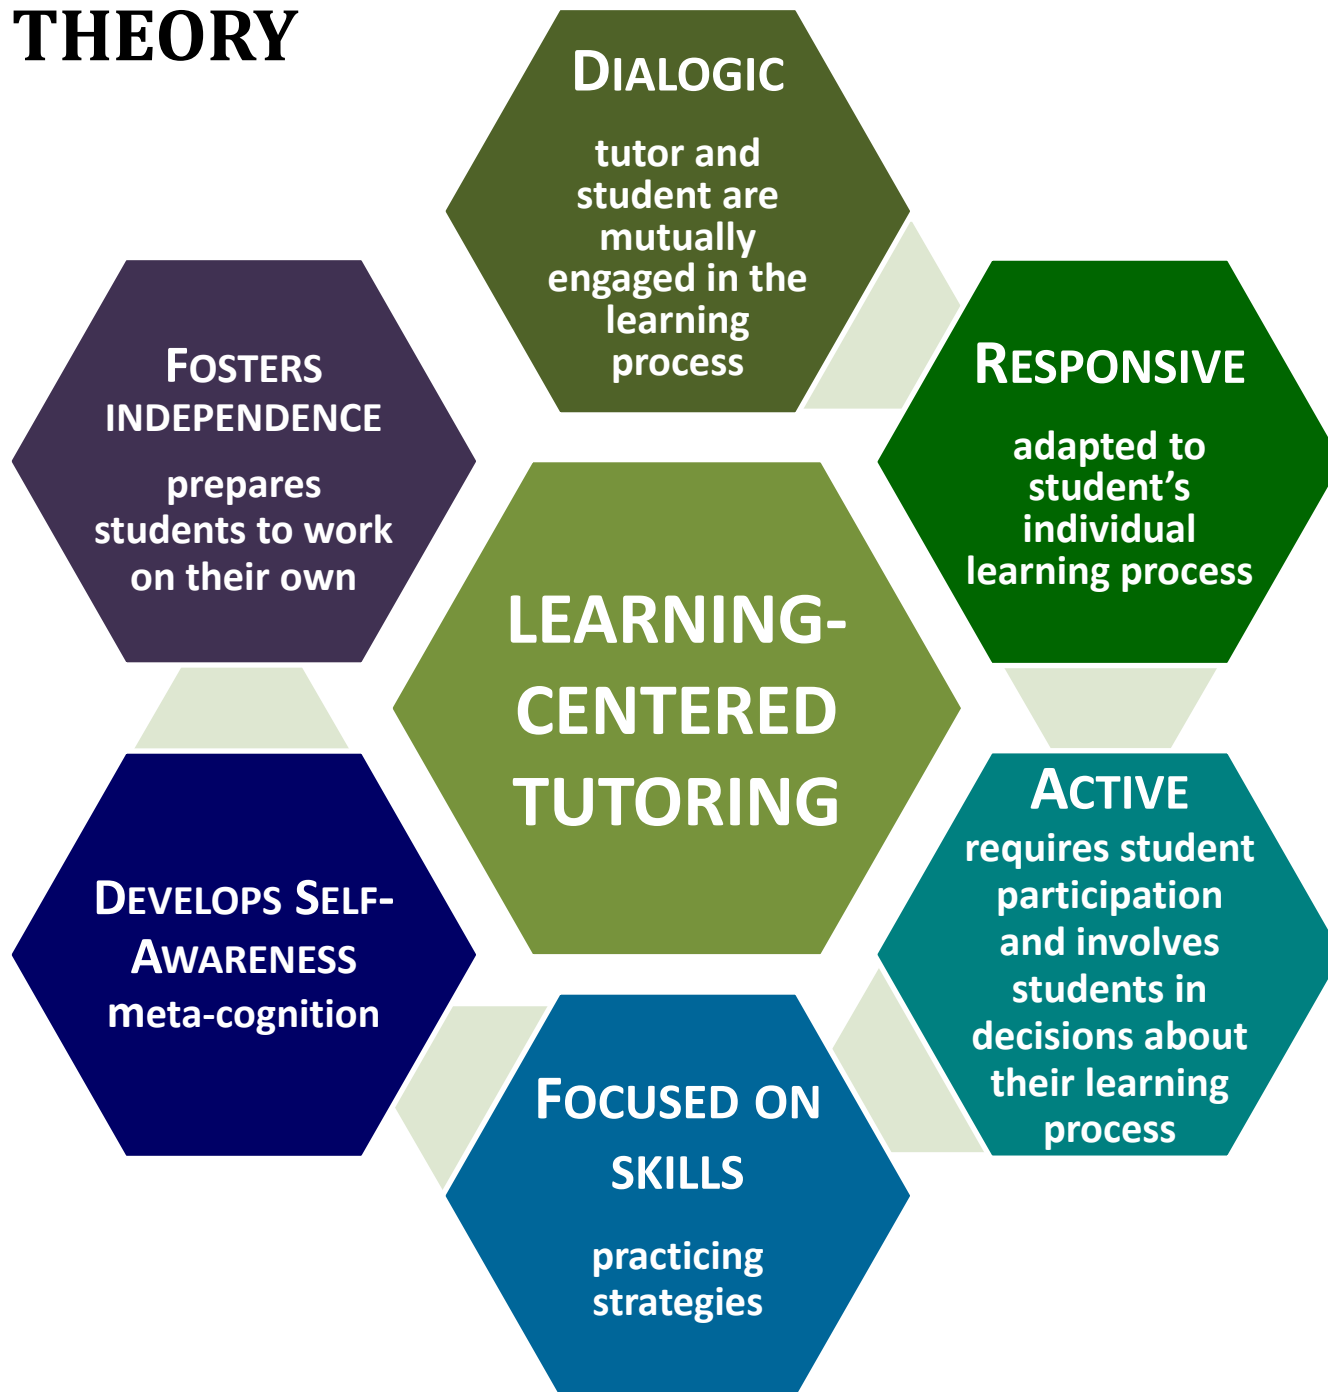 THEORY
DIALOGIC
tutor and
student are
mutually
engaged in the
learning
process
RESPONSIVE
adapted to
student’s
individual
learning process
ACTIVE
requires student
participation
and involves
students in
decisions about
their learning
process
FOCUSED ON
SKILLS
practicing
strategies
DEVELOPS SELF-
AWARENESS
meta-cognition
FOSTERS
INDEPENDENCE
prepares
students to work
on their own
LEARNING-
CENTERED
TUTORING